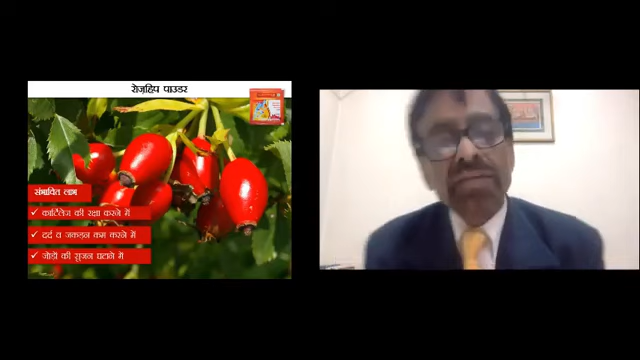 रोज़हिप पाउडर
संभावित लाभ
✓ कार्टिलेज की रक्षा करने में
✓ दर्द व जकड़न कम करने में
✓ जोड़ों की सूजन घटाने में